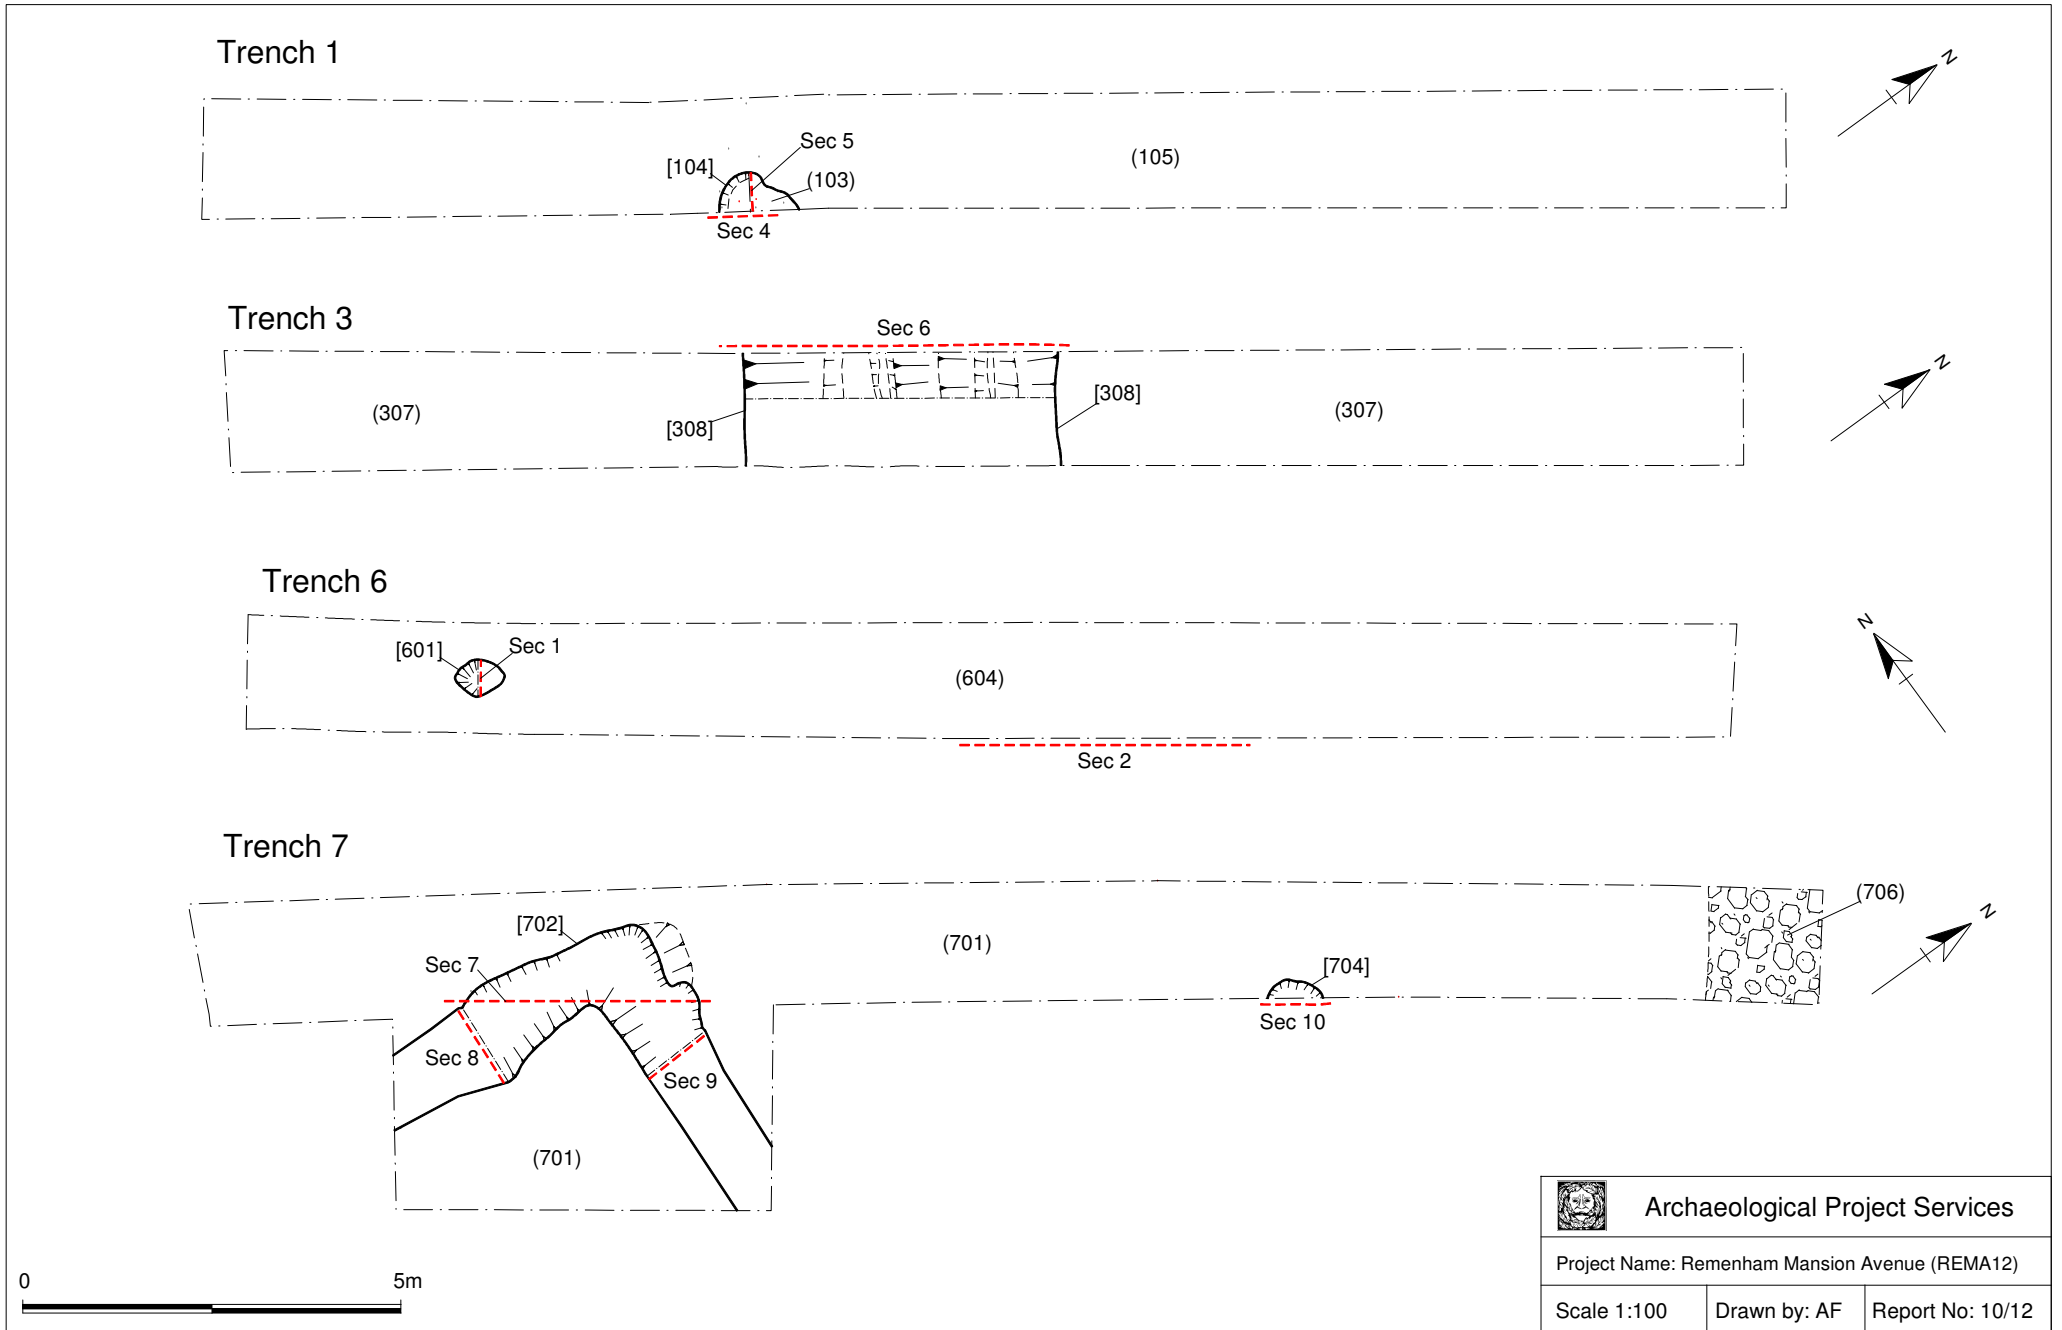 Trench 1
N
Sec 5
[104]
(103)
(105)
Sec 4
Trench 3
Sec 6
N
(307)
[308]
[308]
(307)
Trench 6
N
[601]
Sec 1
(604)
Sec 2
Trench 7
(706)
N
[702]
(701)
Sec 7
[704]
Sec 10
Sec 8
Sec 9
(701)
Archaeological Project Services
Project Name: Remenham Mansion Avenue (REMA12)
0 5m
Scale 1:100 Drawn by: AF Report No: 10/12